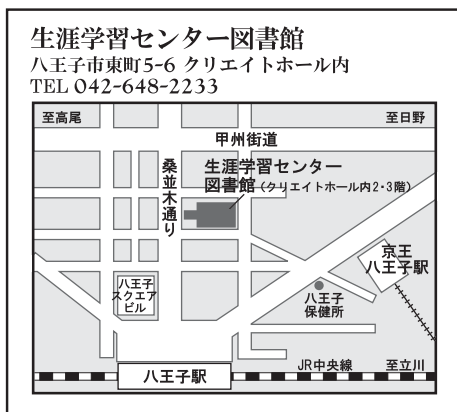 生涯学習センター図書館
八王子市東町5-6 クリエイトホール内
TEL 042-648-2233
至高尾
至日野
甲州街道
桑並木通り
生涯学習センター
図書館(クリエイトホール内2・3階)
京王
八王子駅
八王子
スクエア
ビル
八王子
保健所
JR中央線
至立川
八王子駅